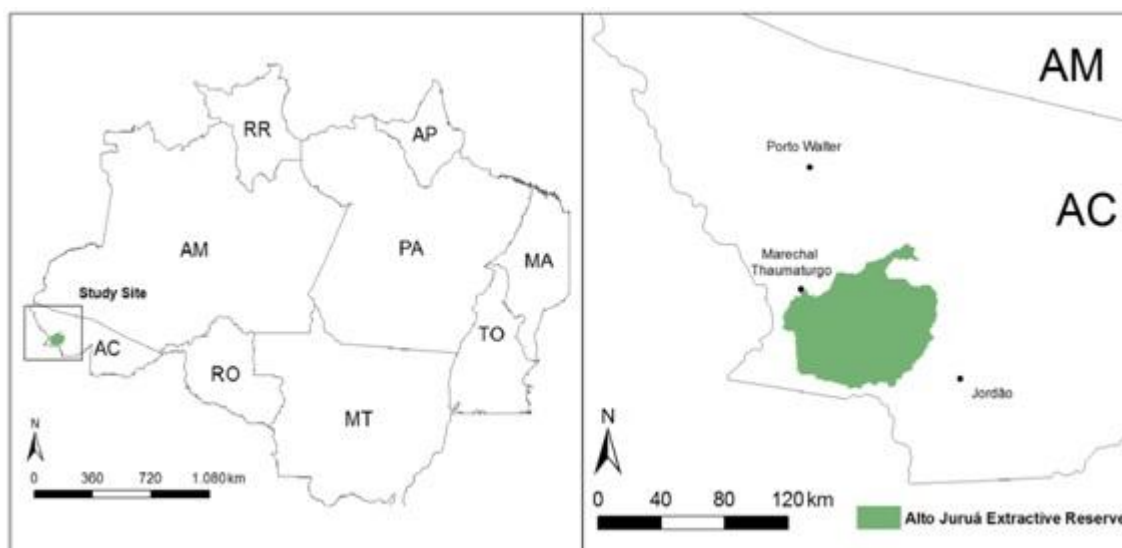 RR
AP
AM
PA
MA
Study Site
AC
TO
RO
MT
N
0 360 720 1.080 km
AM
Porto Walter
AC
Marechal
Thaumaturgo
Jordão
N
0 40 80 120 km
Alto Juruá Extractive Reserve